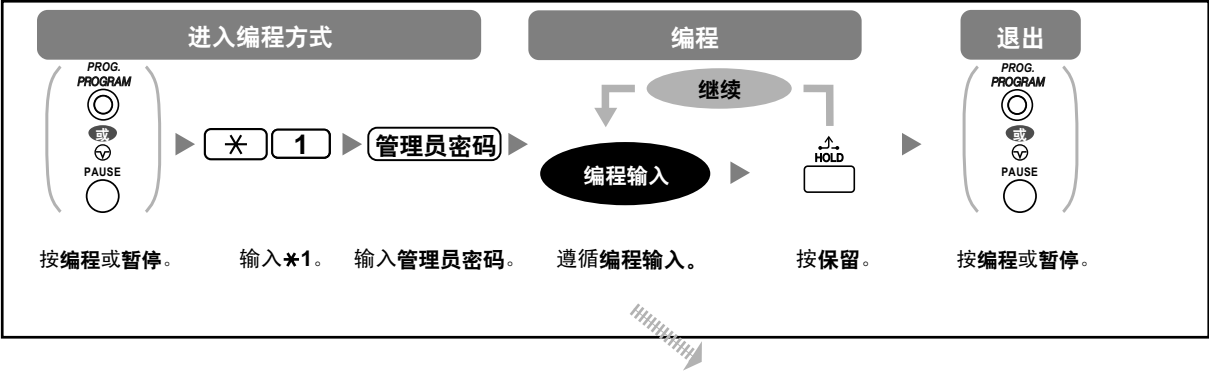 进入编程方式
编程
退出
PROG.
PROGRAM
或
PAUSE
1
管理员密码
继续
编程输入
HOLD
PROG.
PROGRAM
或
PAUSE
按编程或暂停。
输入*1。
输入管理员密码。
遵循编程输入。
按保留。
按编程或暂停。